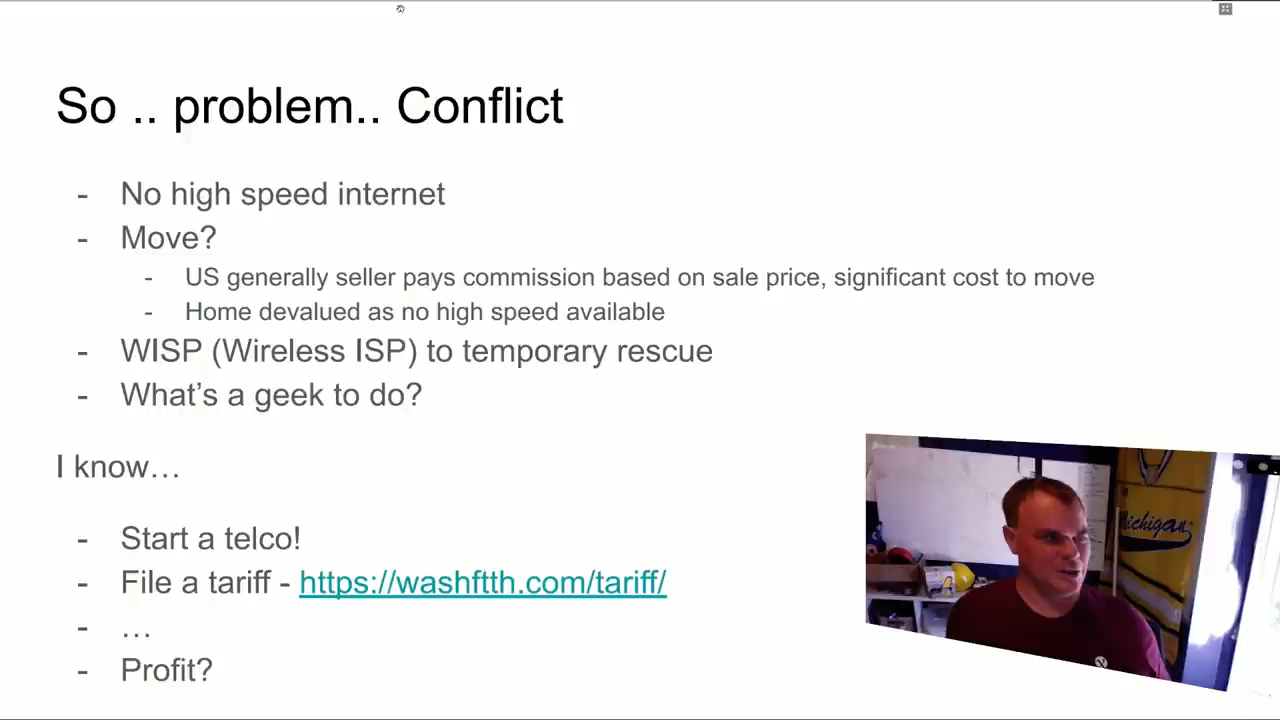 So .. problem.. Conflict
- No high speed internet
- Move?
- US generally seller pays commission based on sale price, significant cost to move
- Home devalued as no high speed available
- WISP (Wireless ISP) to temporary rescue
- What's a geek to do?
I know…
- Start a telco!
- File a tariff - https://washftth.com/tariff/
- …
- Profit?
Michigan